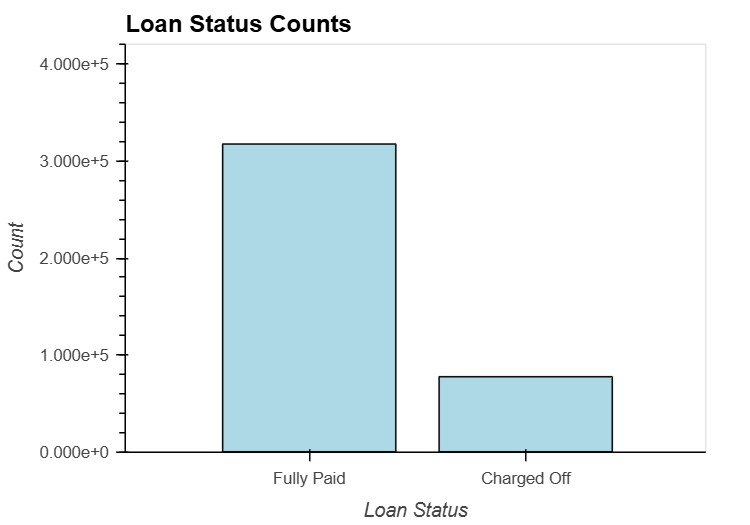 Loan Status Counts
4.000e+5
3.000e+5
2.000e+5
1.000e+5
0.000e+0
Count
Fully Paid
Charged Off
Loan Status